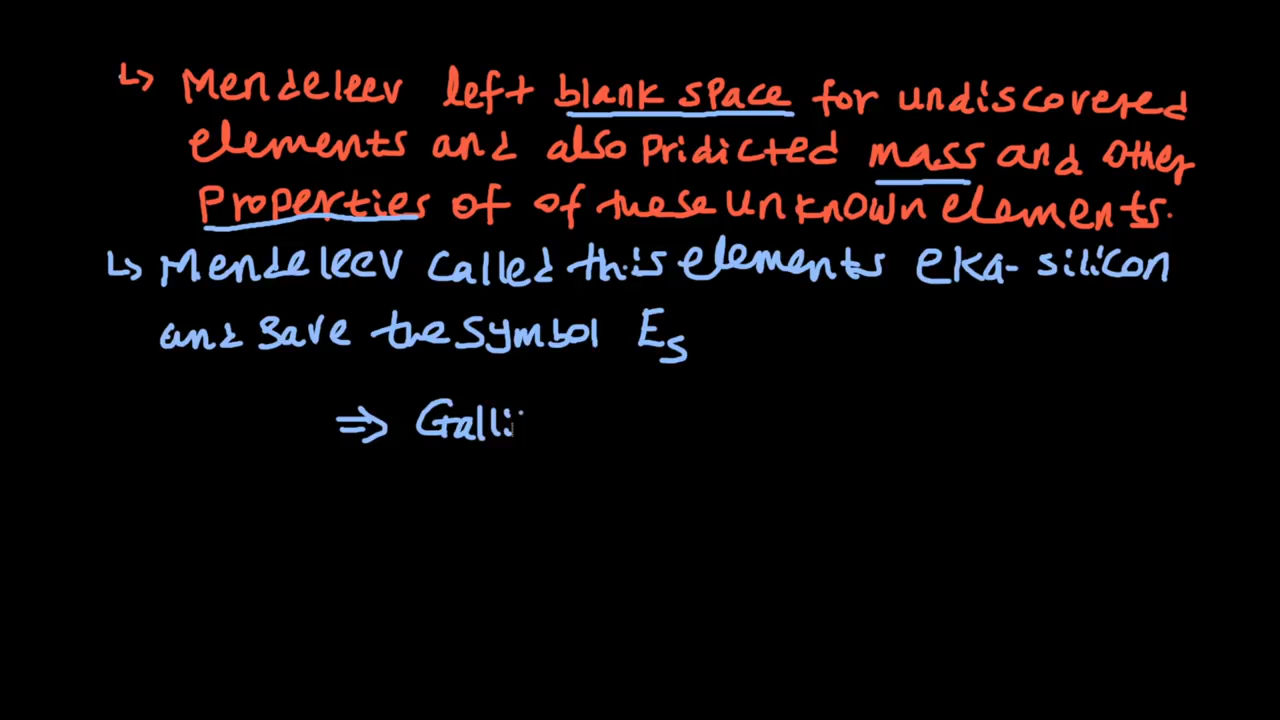 ↳ Mendeleev left blank space for undiscovered
elements and also Pridicted mass and other
Properties of of these unknown elements.
↳ Mendeleev called this elements eka-silicon
and gave the symbol Es
⇒ Galli